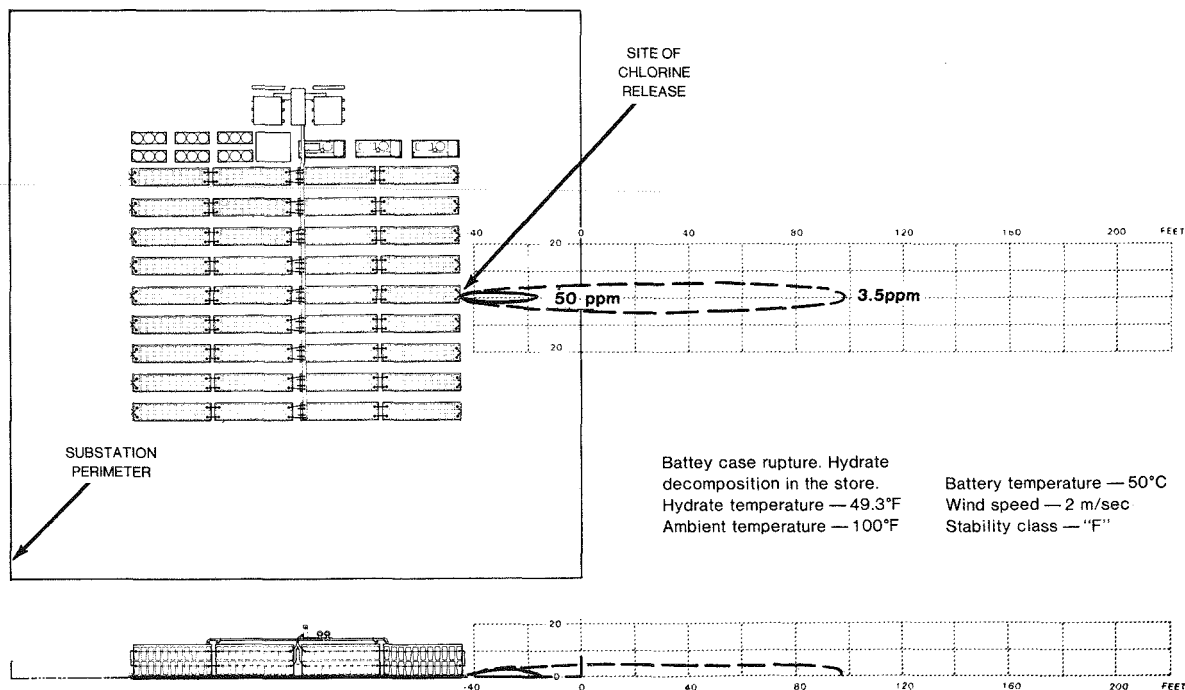 SITE OF
CHLORINE
RELEASE
-40 0 40 80 120 160 200 FEET
20
50 ppm
3.5ppm
20
SUBSTATION
PERIMETER
Battey case rupture. Hydrate
decomposition in the store.
Hydrate temperature — 49.3°F
Ambient temperature — 100°F
Battery temperature — 50°C
Wind speed — 2 m/sec
Stability class — "F"
20
0
-40 0 40 80 120 160 200 FEET